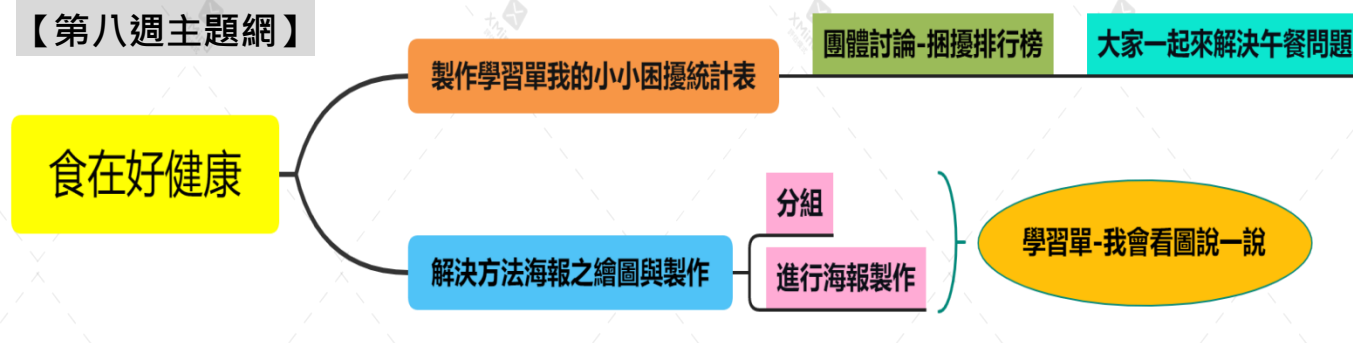 【第八週主題網】
團體討論-捆擾排行榜
大家一起來解決午餐問題
製作學習單我的小小困擾統計表
食在好健康
分組
學習單-我會看圖說一說
解決方法海報之繪圖與製作
進行海報製作